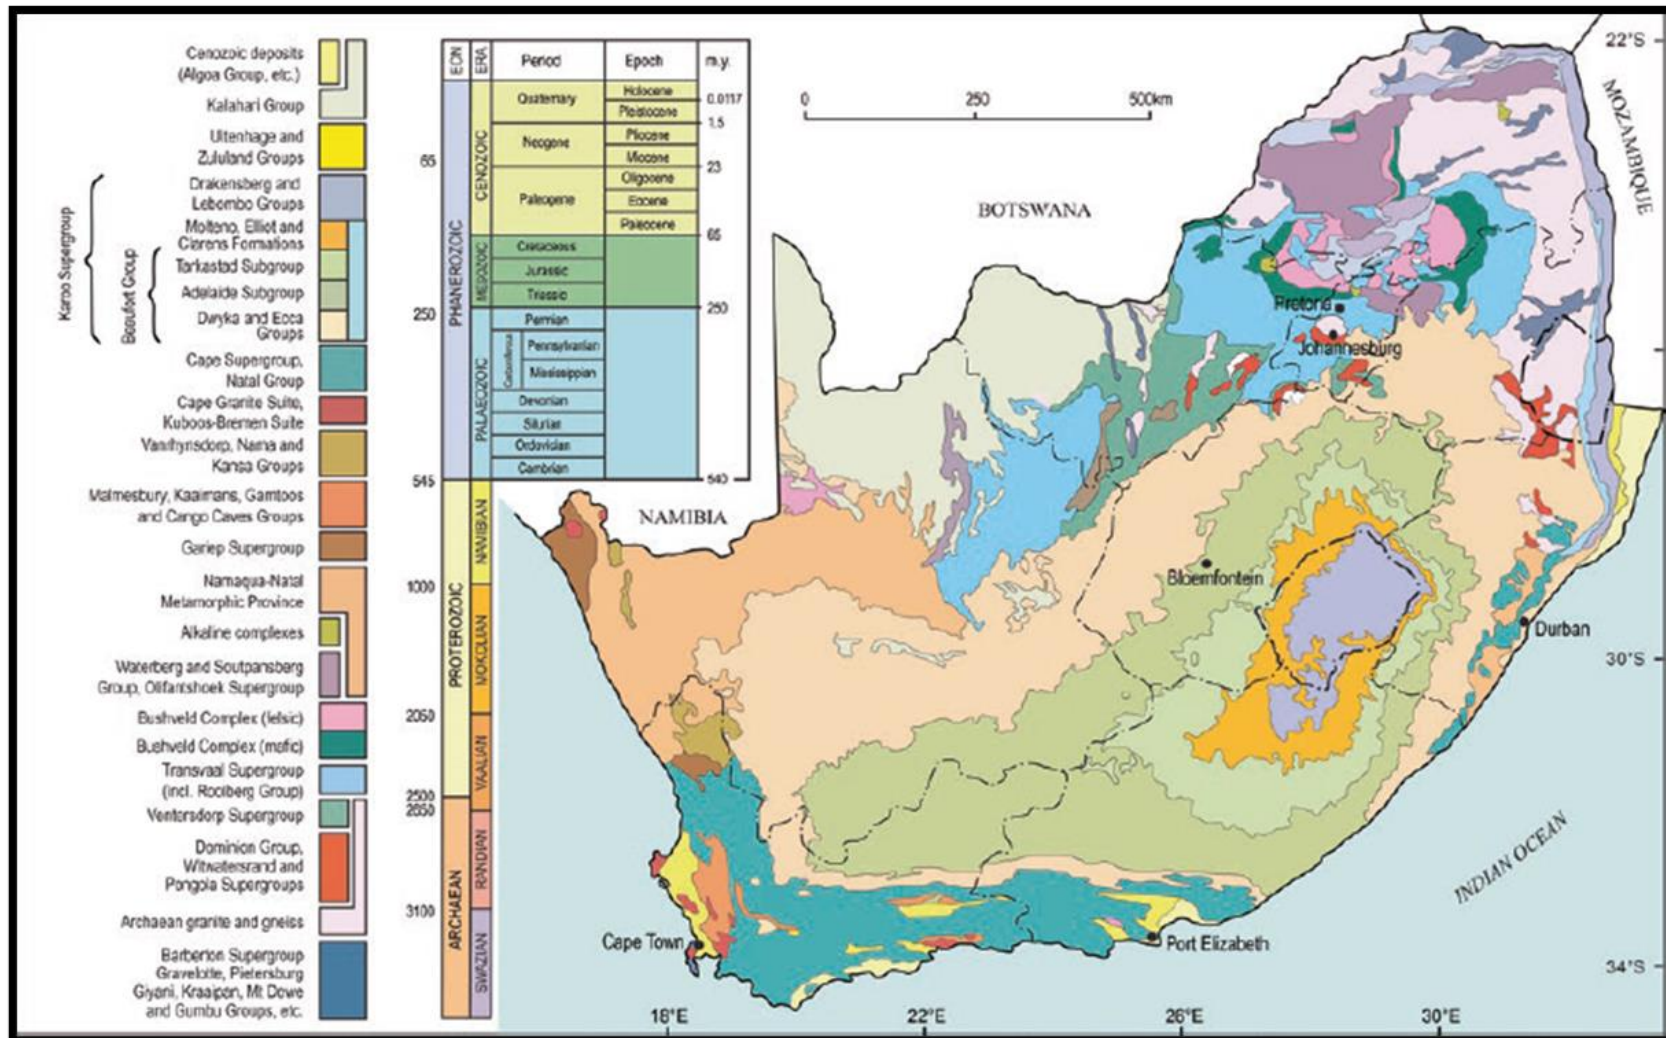 Cenozoic deposits
(Algoa Group, etc.)
Kalahari Group
Uitenhage and
Zululand Groups
Drakensberg and
Lebombo Groups
Molteno, Elliot and
Clarens Formations
Tarkastad Subgroup
Adelaide Subgroup
Dwyka and Ecca
Groups
Karoo Supergroup
Beaufort Group
Cape Supergroup,
Natal Group
Cape Granite Suite,
Kuboos-Bremen Suite
Vanrhynsdorp, Nama and
Kansa Groups
Malmesbury, Kaaimans, Gamtoos
and Cango Caves Groups
Gariep Supergroup
Namaqua-Natal
Metamorphic Province
Alkaline complexes
Waterberg and Soutpansberg
Group, Olifantshoek Supergroup
Bushveld Complex (felsic)
Bushveld Complex (mafic)
Transvaal Supergroup
(incl. Rooiberg Group)
Ventersdorp Supergroup
Dominion Group,
Witwatersrand and
Pongola Supergroups
Archaean granite and gneiss
Barberton Supergroup
Gravelotte, Pietersburg
Giyani, Kraaipan, Mt Dowe
and Gumbu Groups, etc.
EON
ERA
Period
Epoch
m.y.
PHANEROZOIC
CENOZOIC
Quaternary
Holocene
0.0117
Pleistocene
1.5
Neogene
Pliocene
Miocene
23
Paleogene
Oligocene
Eocene
Paleocene
65
65
MESOZOIC
Cretaceous
Jurassic
Triassic
250
250
PALAEOZOIC
Permian
Carboniferous
Pennsylvanian
Mississippian
Devonian
Silurian
Ordovician
Cambrian
545
540
PROTEROZOIC
NAMIBIAN
1000
MOKOLIAN
2050
VAALIAN
2500
2650
ARCHAEAN
RANDIAN
3100
SWAZIAN
0
250
500km
BOTSWANA
MOZAMBIQUE
NAMIBIA
Pretoria
Johannesburg
Bloemfontein
Durban
Cape Town
Port Elizabeth
INDIAN OCEAN
22°S
30°S
34°S
18°E
22°E
26°E
30°E